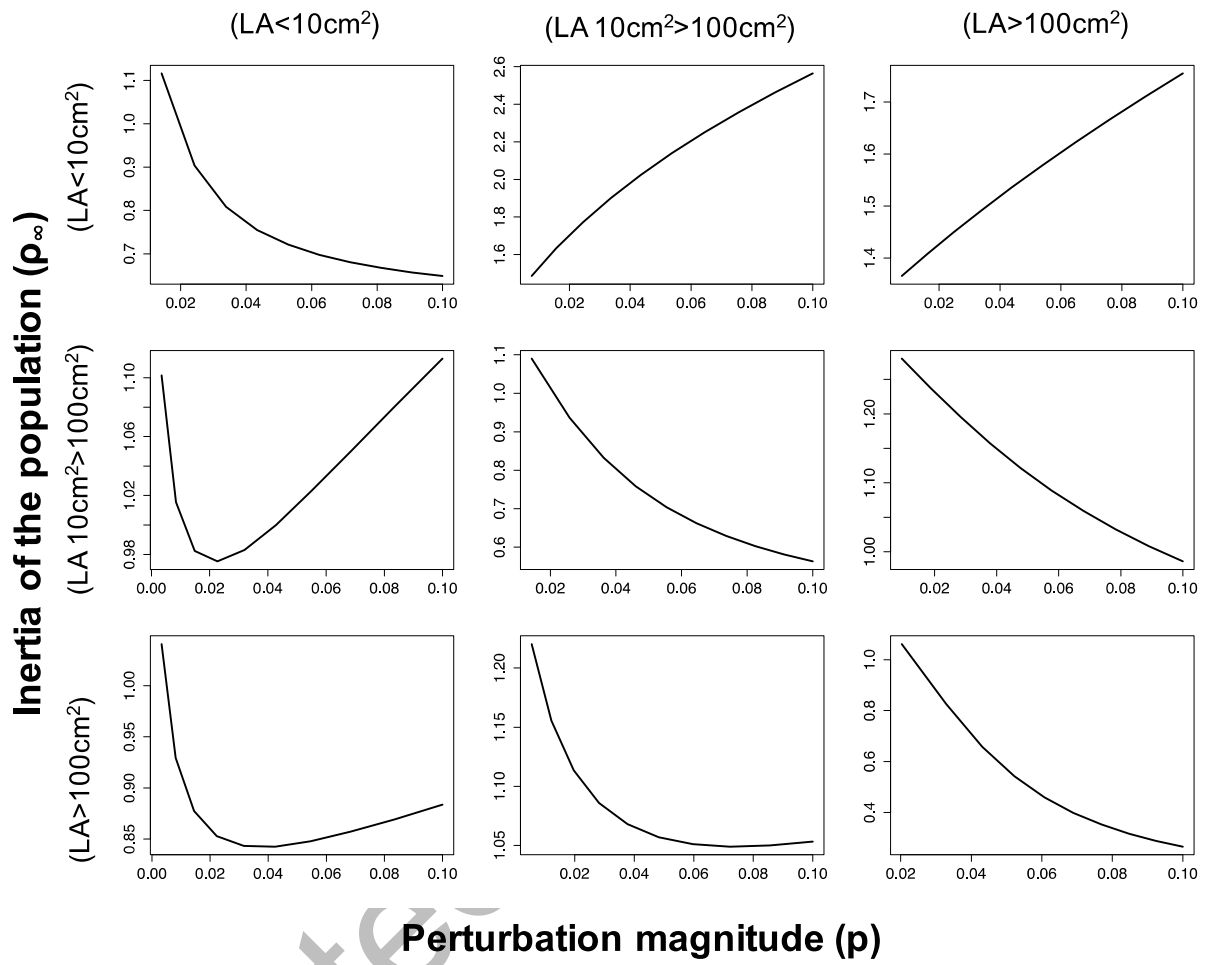 (LA<10cm²) (LA 10cm²>100cm²) (LA>100cm²)
Inertia of the population (ρ∞)
(LA<10cm²)
1.1 1.0 0.9 0.8 0.7
0.02 0.04 0.06 0.08 0.10
2.6 2.4 2.2 2.0 1.8 1.6
0.02 0.04 0.06 0.08 0.10
1.7 1.6 1.5 1.4
0.02 0.04 0.06 0.08 0.10
(LA 10cm²>100cm²)
1.10 1.06 1.02 0.98
0.00 0.02 0.04 0.06 0.08 0.10
1.1 1.0 0.9 0.8 0.7 0.6
0.02 0.04 0.06 0.08 0.10
1.20 1.10 1.00
0.02 0.04 0.06 0.08 0.10
(LA>100cm²)
1.00 0.95 0.90 0.85
0.00 0.02 0.04 0.06 0.08 0.10
1.20 1.15 1.10 1.05
0.02 0.04 0.06 0.08 0.10
1.0 0.8 0.6 0.4
0.02 0.04 0.06 0.08 0.10
Perturbation magnitude (p)